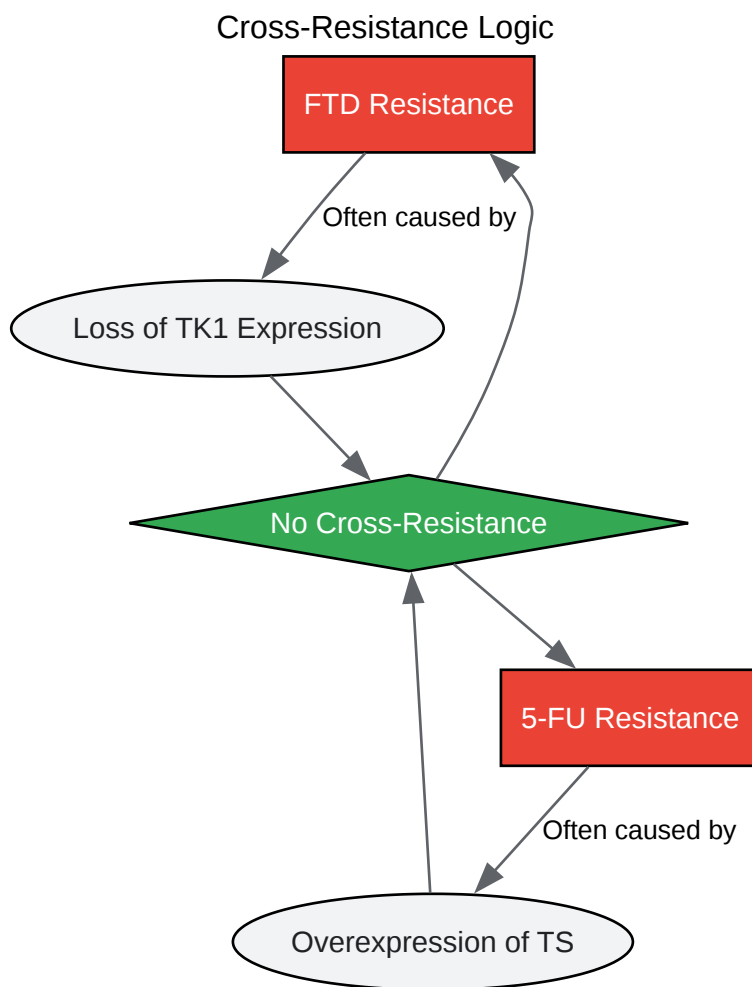 Cross-Resistance Logic
FTD Resistance
Often caused by
Loss of TK1 Expression
No Cross-Resistance
5-FU Resistance
Often caused by
Overexpression of TS